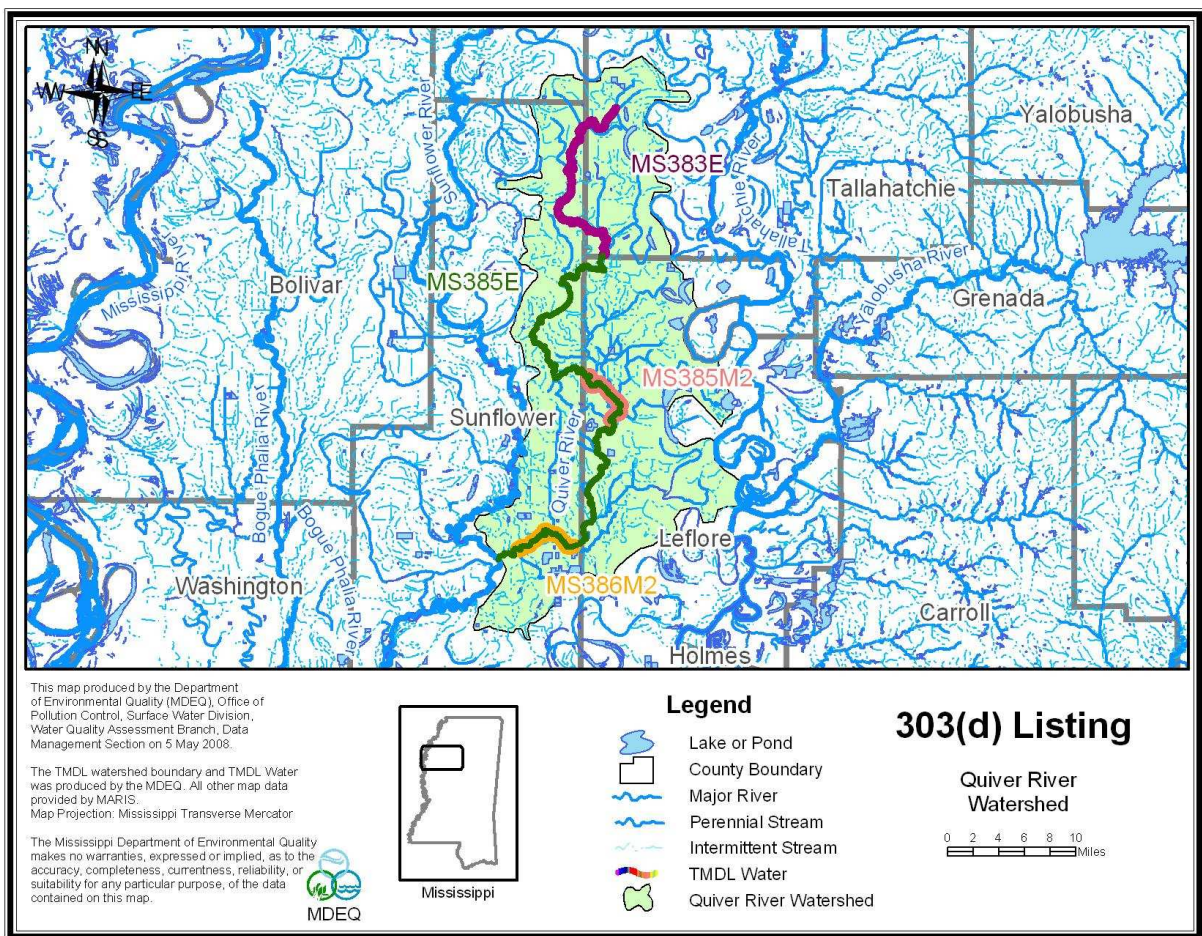 N
W E
S
Sunflower River
Sunflower River
Yalobusha
MS383E
Tallahatchie River
Tallahatchie
Tallahatchie
Mississippi River
Bolivar
MS385E
Yalobusha River
Grenada
MS385M2
Sunflower
Quiver River
Bogue Phalia River
Bogue Phalia River
Leflore
Washington
MS386M2
Carroll
Holmes
This map produced by the Department
of Environmental Quality (MDEQ), Office of
Pollution Control, Surface Water Division,
Water Quality Assessment Branch, Data
Management Section on 5 May 2008.
The TMDL watershed boundary and TMDL Water
was produced by the MDEQ. All other map data
provided by MARIS.
Map Projection: Mississippi Transverse Mercator
The Mississippi Department of Environmental Quality
makes no warranties, expressed or implied, as to the
accuracy, completeness, currentness, reliability, or
suitability for any particular purpose, of the data
contained on this map.
MDEQ
Mississippi
Legend
Lake or Pond
County Boundary
Major River
Perennial Stream
Intermittent Stream
TMDL Water
Quiver River Watershed
303(d) Listing
Quiver River
Watershed
0 2 4 6 8 10
Miles